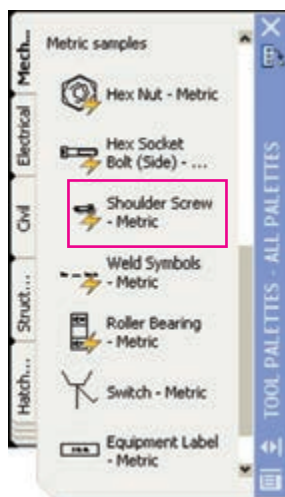 Metric samples
Hex Nut - Metric
Hex Socket
Bolt (Side) - ...
Shoulder Screw
- Metric
Weld Symbols
- Metric
Roller Bearing
- Metric
Switch - Metric
Equipment Label
- Metric
Mech...
Electrical
Civil
Struct...
Hatch...
TOOL PALETTES - ALL PALETTES